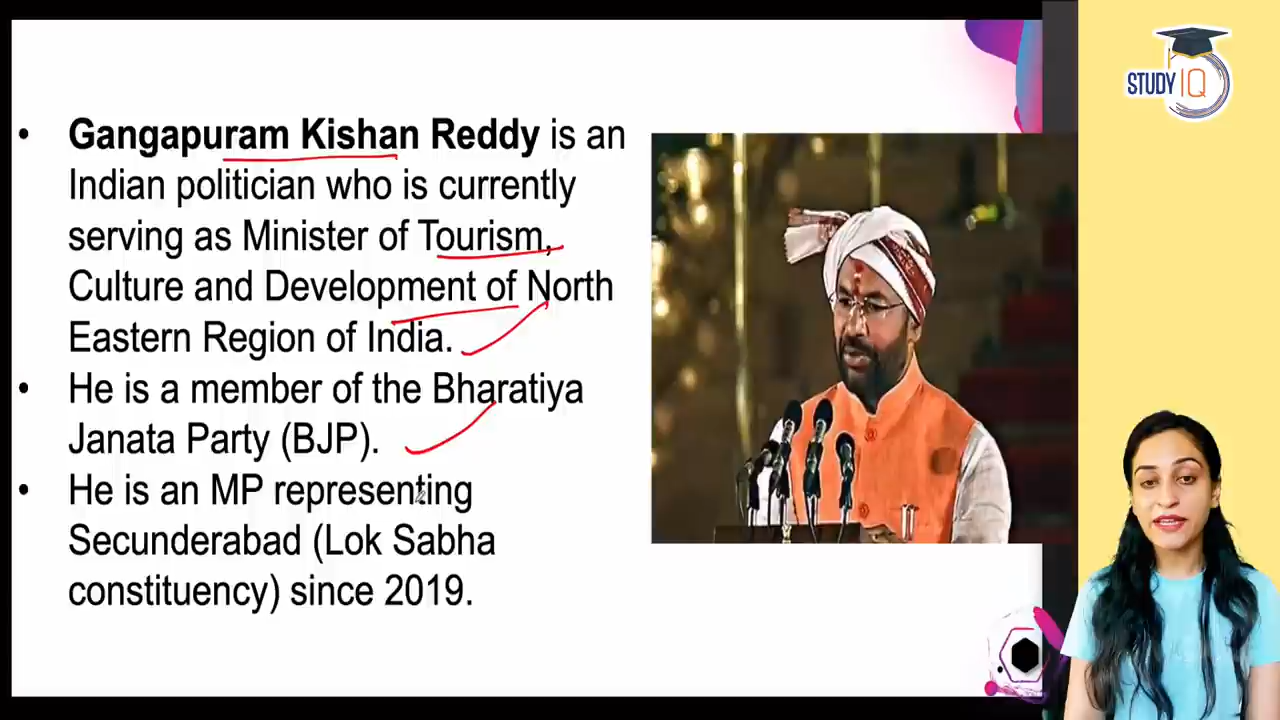 Gangapuram Kishan Reddy is an
Indian politician who is currently
serving as Minister of Tourism,
Culture and Development of North
Eastern Region of India.
He is a member of the Bharatiya
Janata Party (BJP).
He is an MP representing
Secunderabad (Lok Sabha
constituency) since 2019.
STUDY IQ